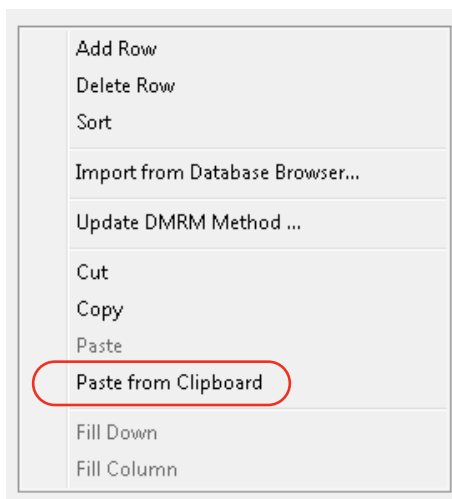 Add Row
Delete Row
Sort
Import from Database Browser...
Update DMRM Method ...
Cut
Copy
Paste
Paste from Clipboard
Fill Down
Fill Column